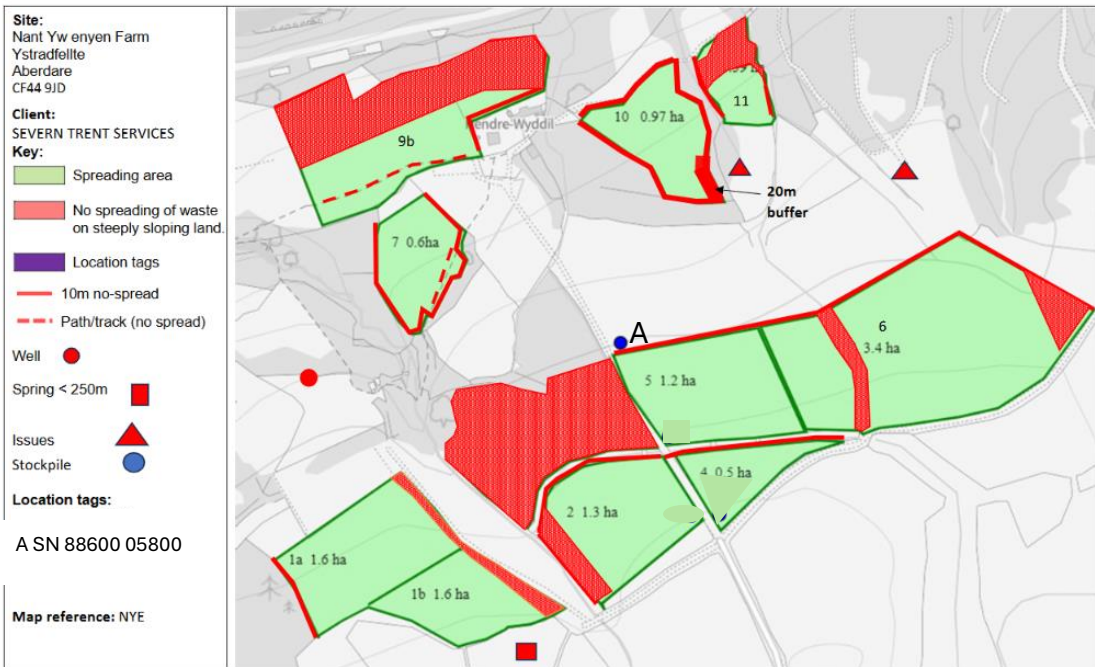 Site:
Nant Yw enyen Farm
Ystradfellte
Aberdare
CF44 9JD
Client:
SEVERN TRENT SERVICES
Key:
Spreading area
No spreading of waste
on steeply sloping land.
Location tags
10m no-spread
Path/track (no spread)
Well
Spring < 250m
Issues
Stockpile
Location tags:
A SN 88600 05800
Map reference: NYE
9b
10 0.97 ha
11
20m
buffer
7 0.6ha
A
6
3.4 ha
5 1.2 ha
4 0.5 ha
2 1.3 ha
1a 1.6 ha
1b 1.6 ha